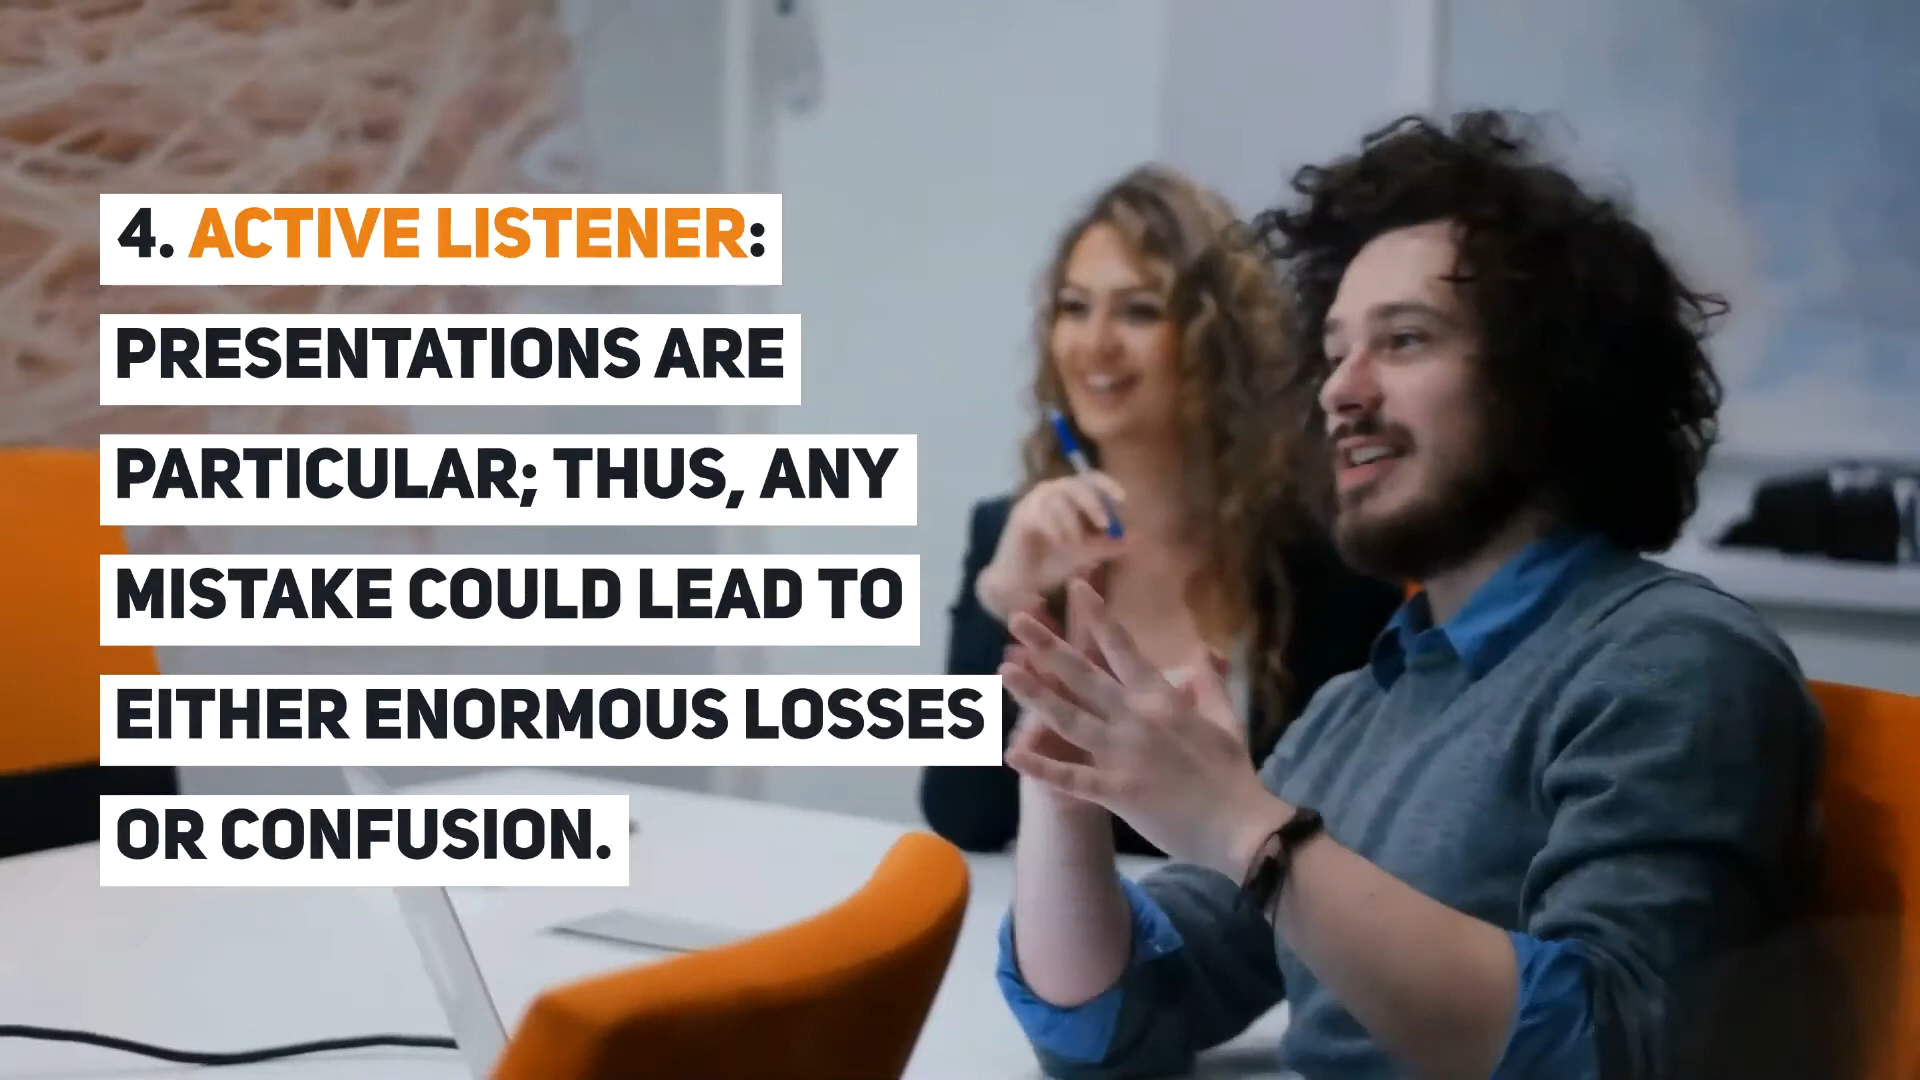 4. ACTIVE LISTENER:
PRESENTATIONS ARE
PARTICULAR; THUS, ANY
MISTAKE COULD LEAD TO
EITHER ENORMOUS LOSSES
OR CONFUSION.